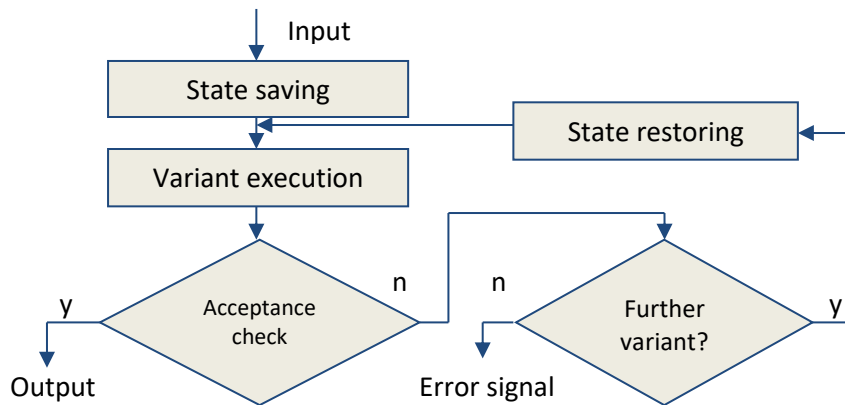 Input
State saving
State restoring
Variant execution
y
Acceptance
check
n
n
Further
variant?
y
Output
Error signal